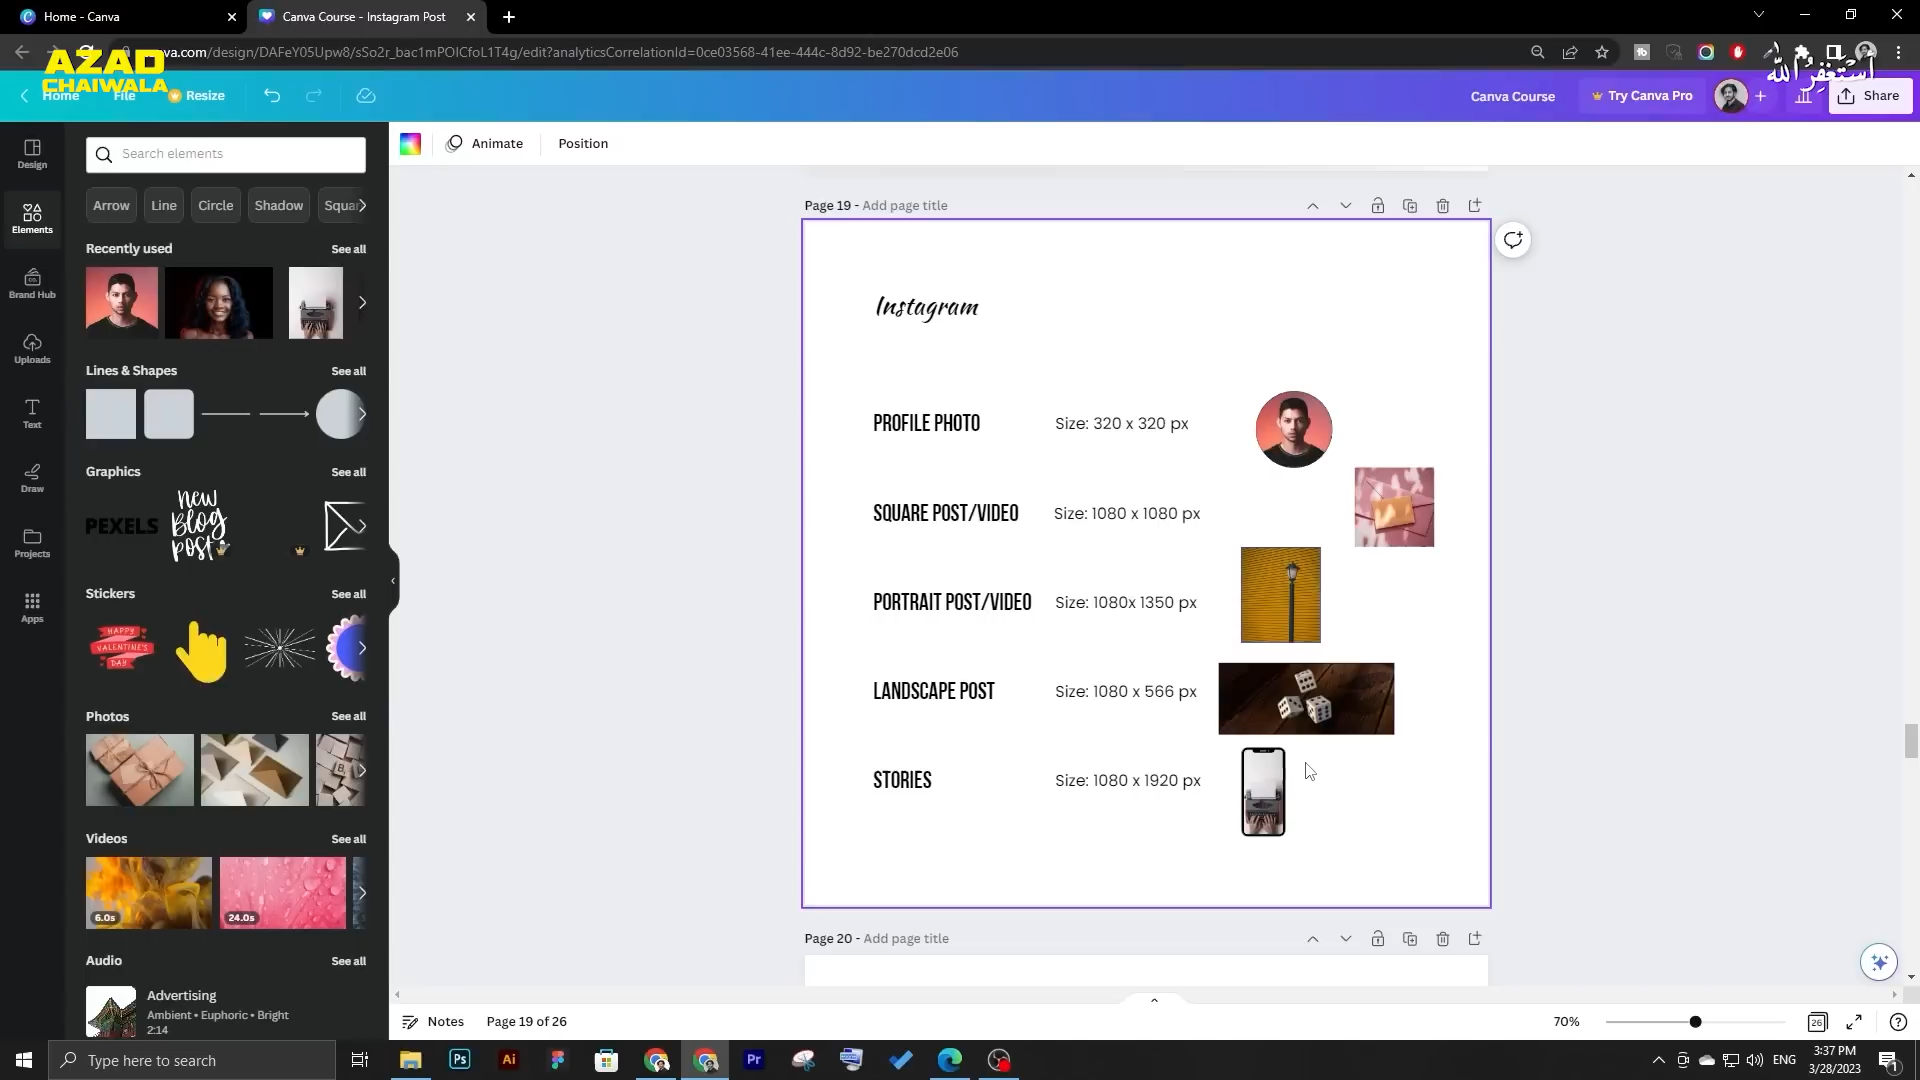 Home - Canva
Canva Course - Instagram Post
va.com/design/DAFeY05Upw8/sSo2r_bac1mPOICfoL1T4g/edit?analyticsCorrelationId=0ce03568-41ee-444c-8d92-be270dcd2e06
AZAD
CHAIWALA
أستغفر الله
Home
File
Resize
Canva Course
Try Canva Pro
Share
Design
Elements
Brand Hub
Uploads
Text
Draw
Projects
Apps
Search elements
Arrow
Line
Circle
Shadow
Squar
Recently used
See all
Lines & Shapes
See all
Graphics
See all
PEXELS
new
Blog
post
Stickers
See all
HAPPY
VALENTINE'S
DAY
Photos
See all
Videos
See all
6.0s
24.0s
Audio
See all
Advertising
Ambient • Euphoric • Bright
2:14
Animate
Position
Page 19 - Add page title
Instagram
PROFILE PHOTO Size: 320 x 320 px
SQUARE POST/VIDEO Size: 1080 x 1080 px
PORTRAIT POST/VIDEO Size: 1080x 1350 px
LANDSCAPE POST Size: 1080 x 566 px
STORIES Size: 1080 x 1920 px
Page 20 - Add page title
Notes
Page 19 of 26
70%
26
Type here to search
Ps
Ai
Pr
ENG
3:37 PM
3/28/2023
1